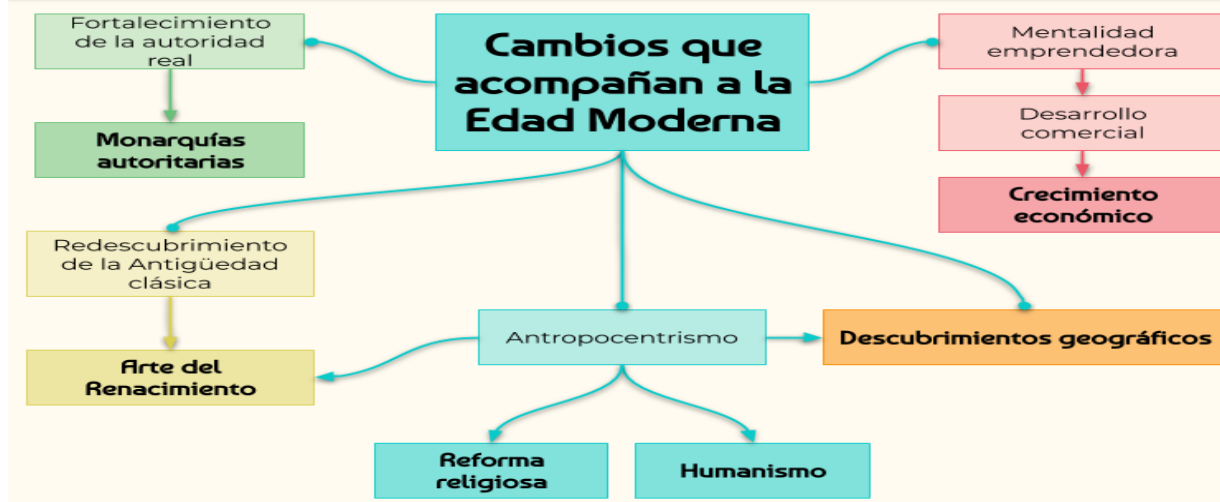 Fortalecimiento
de la autoridad
real
Cambios que
acompañan a la
Edad Moderna
Mentalidad
emprendedora
Monarquías
autoritarias
Desarrollo
comercial
Crecimiento
económico
Redescubrimiento
de la Antigüedad
clásica
Antropocentrismo
Descubrimientos geográficos
Arte del
Renacimiento
Reforma
religiosa
Humanismo